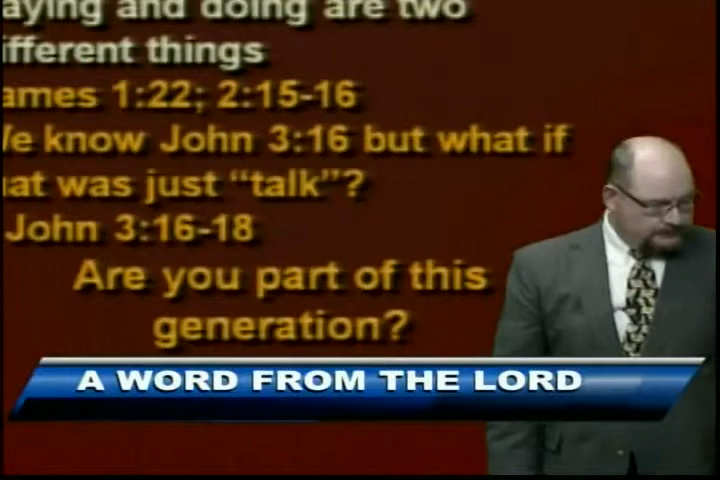 aying and doing are two
ifferent things
ames 1:22; 2:15-16
e know John 3:16 but what if
at was just “talk”?
John 3:16-18
Are you part of this
generation?
A WORD FROM THE LORD